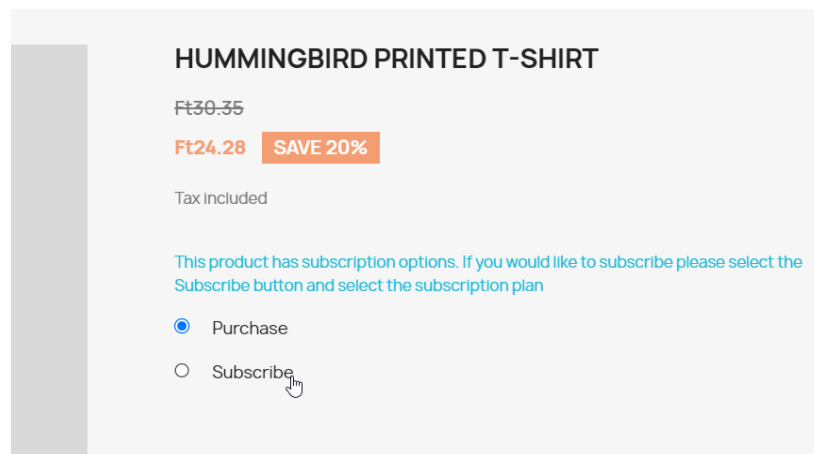 HUMMINGBIRD PRINTED T-SHIRT
Ft30.35
Ft24.28 SAVE 20%
Tax included
This product has subscription options. If you would like to subscribe please select the
Subscribe button and select the subscription plan
Purchase
Subscribe